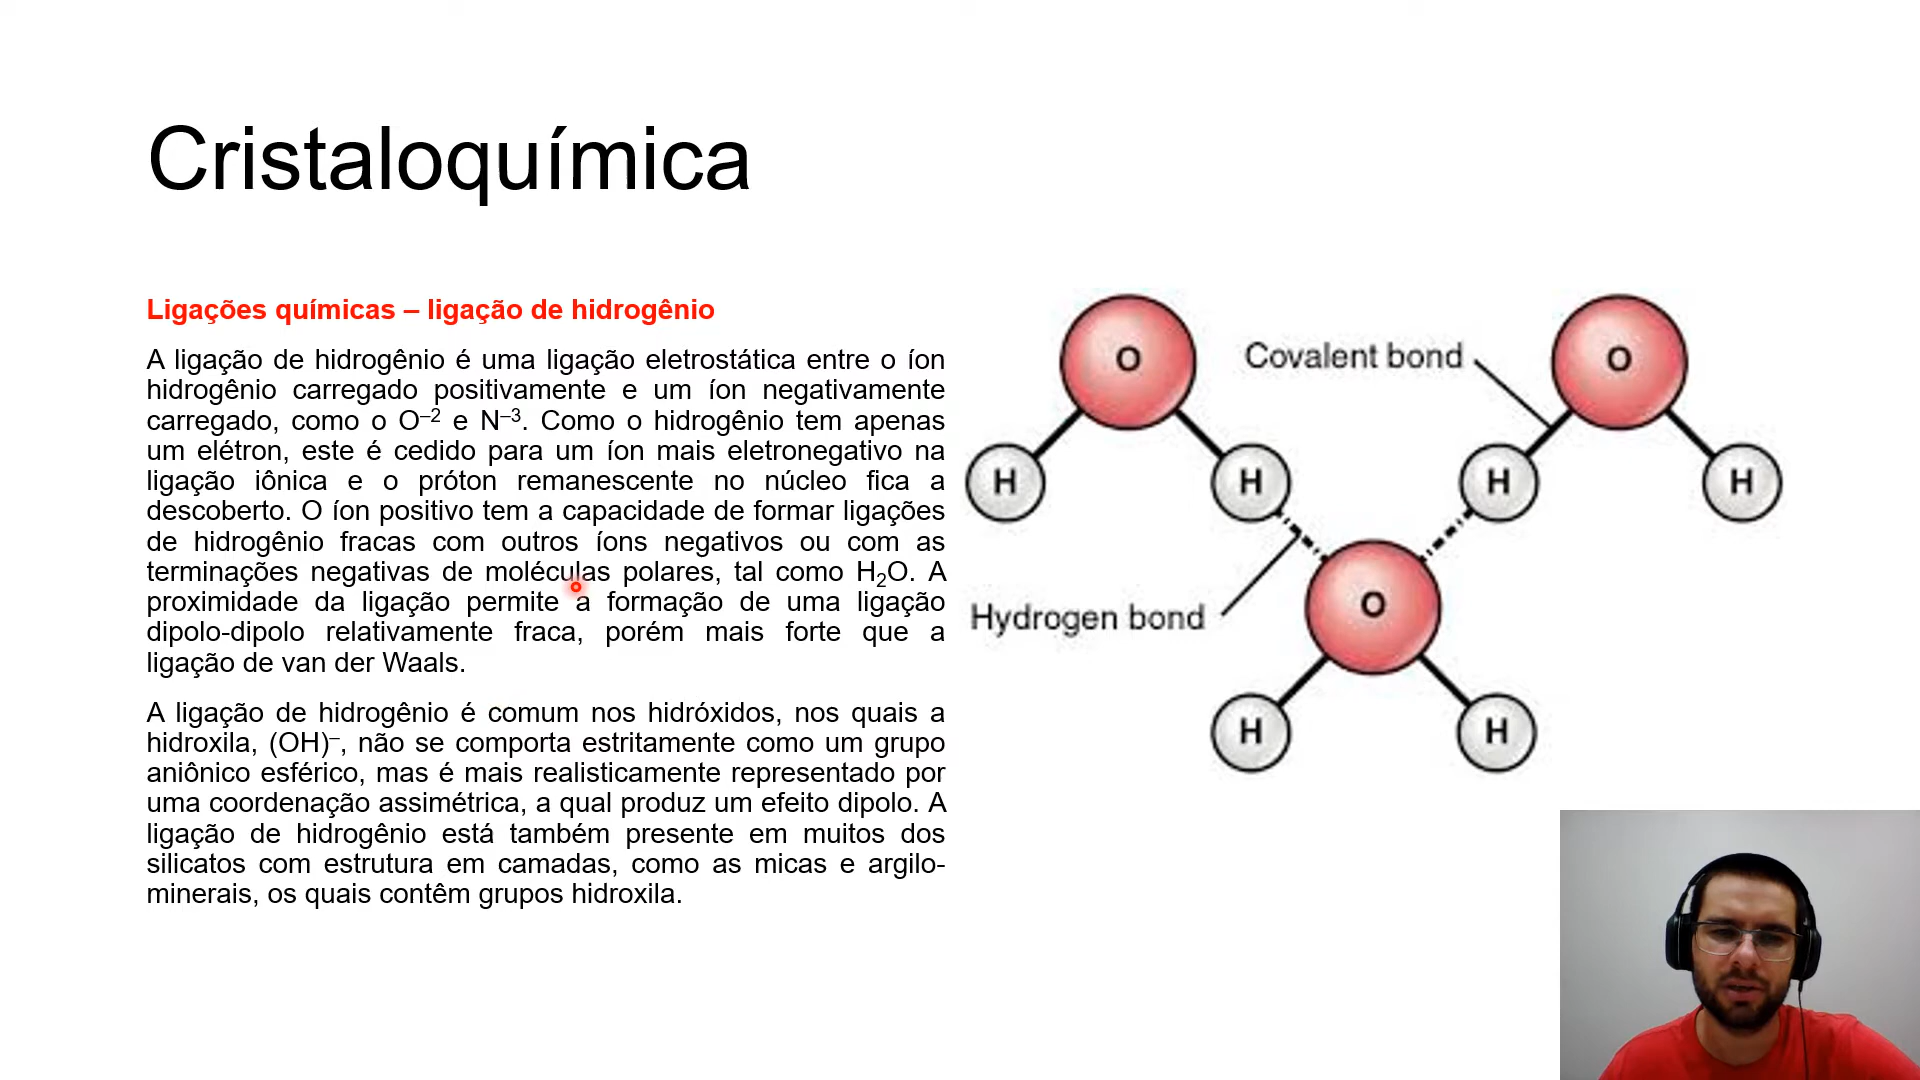 Cristaloquímica
Ligações químicas – ligação de hidrogênio
A ligação de hidrogênio é uma ligação eletrostática entre o íon
hidrogênio carregado positivamente e um íon negativamente
carregado, como o O⁻² e N⁻³. Como o hidrogênio tem apenas
um elétron, este é cedido para um íon mais eletronegativo na
ligação iônica e o próton remanescente no núcleo fica a
descoberto. O íon positivo tem a capacidade de formar ligações
de hidrogênio fracas com outros íons negativos ou com as
terminações negativas de moléculas polares, tal como H₂O. A
proximidade da ligação permite a formação de uma ligação
dipolo-dipolo relativamente fraca, porém mais forte que a
ligação de van der Waals.
A ligação de hidrogênio é comum nos hidróxidos, nos quais a
hidroxila, (OH)⁻, não se comporta estritamente como um grupo
aniônico esférico, mas é mais realisticamente representado por
uma coordenação assimétrica, a qual produz um efeito dipolo. A
ligação de hidrogênio está também presente em muitos dos
silicatos com estrutura em camadas, como as micas e argilo-
minerais, os quais contêm grupos hidroxila.
O
Covalent bond
O
H
H
H
H
O
Hydrogen bond
H
H